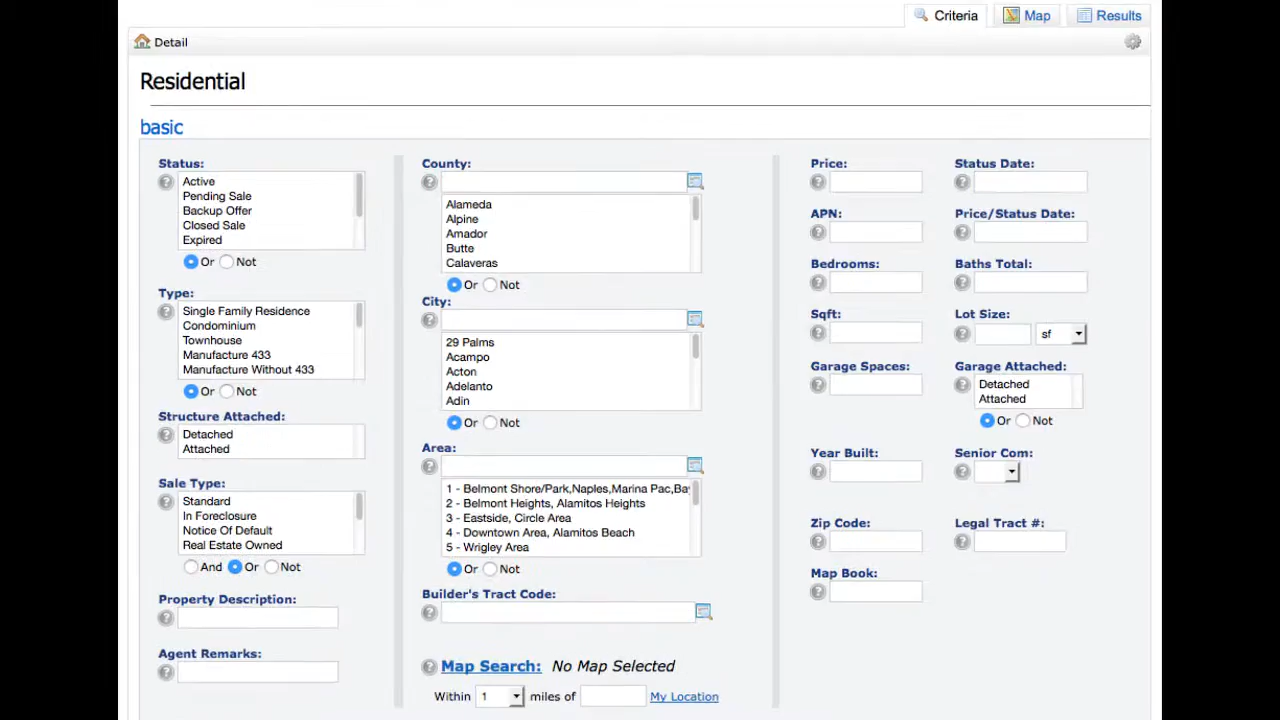 Criteria
Map
Results
Detail
Residential
basic
Status:
Active
Pending Sale
Backup Offer
Closed Sale
Expired
Or Not
Type:
Single Family Residence
Condominium
Townhouse
Manufacture 433
Manufacture Without 433
Or Not
Structure Attached:
Detached
Attached
Sale Type:
Standard
In Foreclosure
Notice Of Default
Real Estate Owned
And Or Not
Property Description:
Agent Remarks:
County:
Alameda
Alpine
Amador
Butte
Calaveras
Or Not
City:
29 Palms
Acampo
Acton
Adelanto
Adin
Or Not
Area:
1 - Belmont Shore/Park,Naples,Marina Pac,Bay
2 - Belmont Heights, Alamitos Heights
3 - Eastside, Circle Area
4 - Downtown Area, Alamitos Beach
5 - Wrigley Area
Or Not
Builder's Tract Code:
Map Search: No Map Selected
Within 1 miles of My Location
Price: Status Date:
APN: Price/Status Date:
Bedrooms: Baths Total:
Sqft: Lot Size:
sf
Garage Spaces: Garage Attached:
Detached
Attached
Or Not
Year Built: Senior Com:
Zip Code: Legal Tract #:
Map Book: